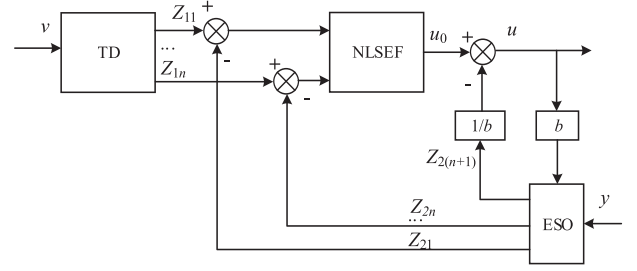 v
TD
Z11
...
Z1n
+
-
+
-
NLSEF
u0
+
-
u
1/b
b
Z2(n+1)
ESO
y
Z2n
...
Z21